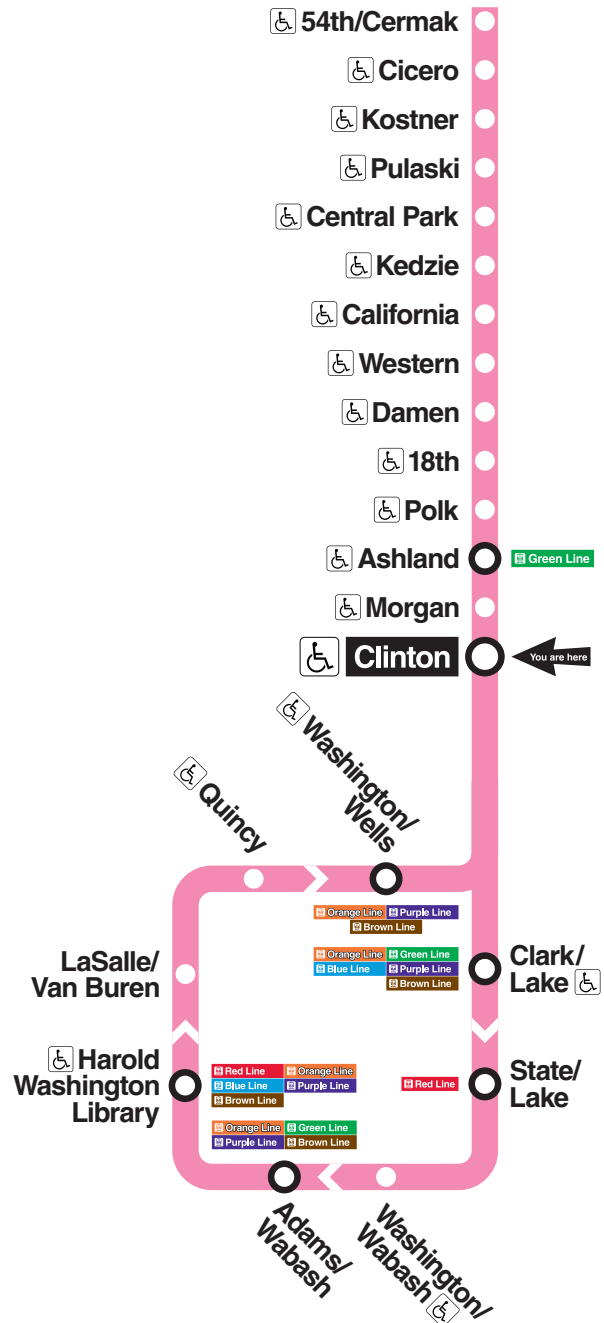 54th/Cermak
Cicero
Kostner
Pulaski
Central Park
Kedzie
California
Western
Damen
18th
Polk
Ashland
Green Line
Morgan
Clinton
You are here
Washington/
Wells
Quincy
Orange Line Purple Line
Brown Line
Orange Line Green Line
Blue Line Purple Line
Brown Line
Clark/
Lake
LaSalle/
Van Buren
Harold
Washington
Library
Red Line Orange Line
Blue Line Purple Line
Brown Line
Red Line
State/
Lake
Orange Line Green Line
Purple Line Brown Line
Adams/
Wabash
Washington/
Wabash